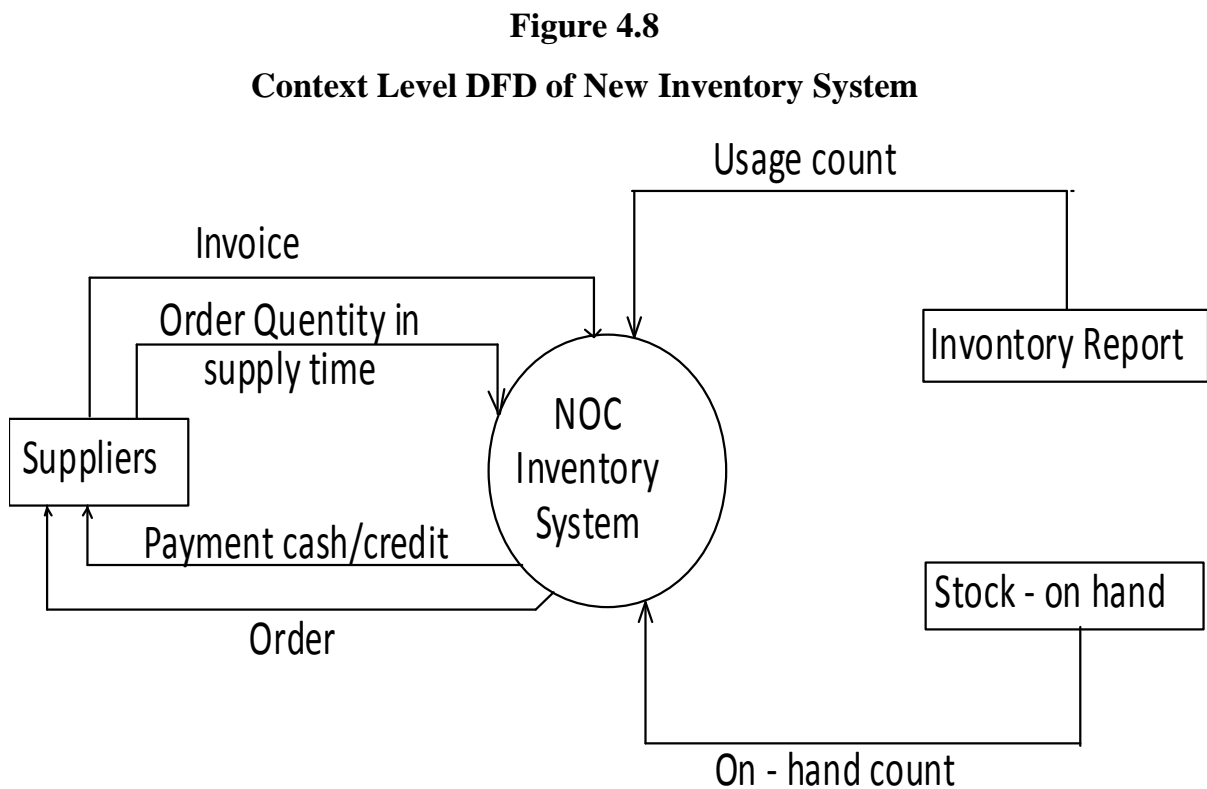 Figure 4.8
Context Level DFD of New Inventory System
Usage count
Invoice
Order Quentity in
supply time
Invontory Report
NOC
Inventory
System
Suppliers
Payment cash/credit
Stock - on hand
Order
On - hand count